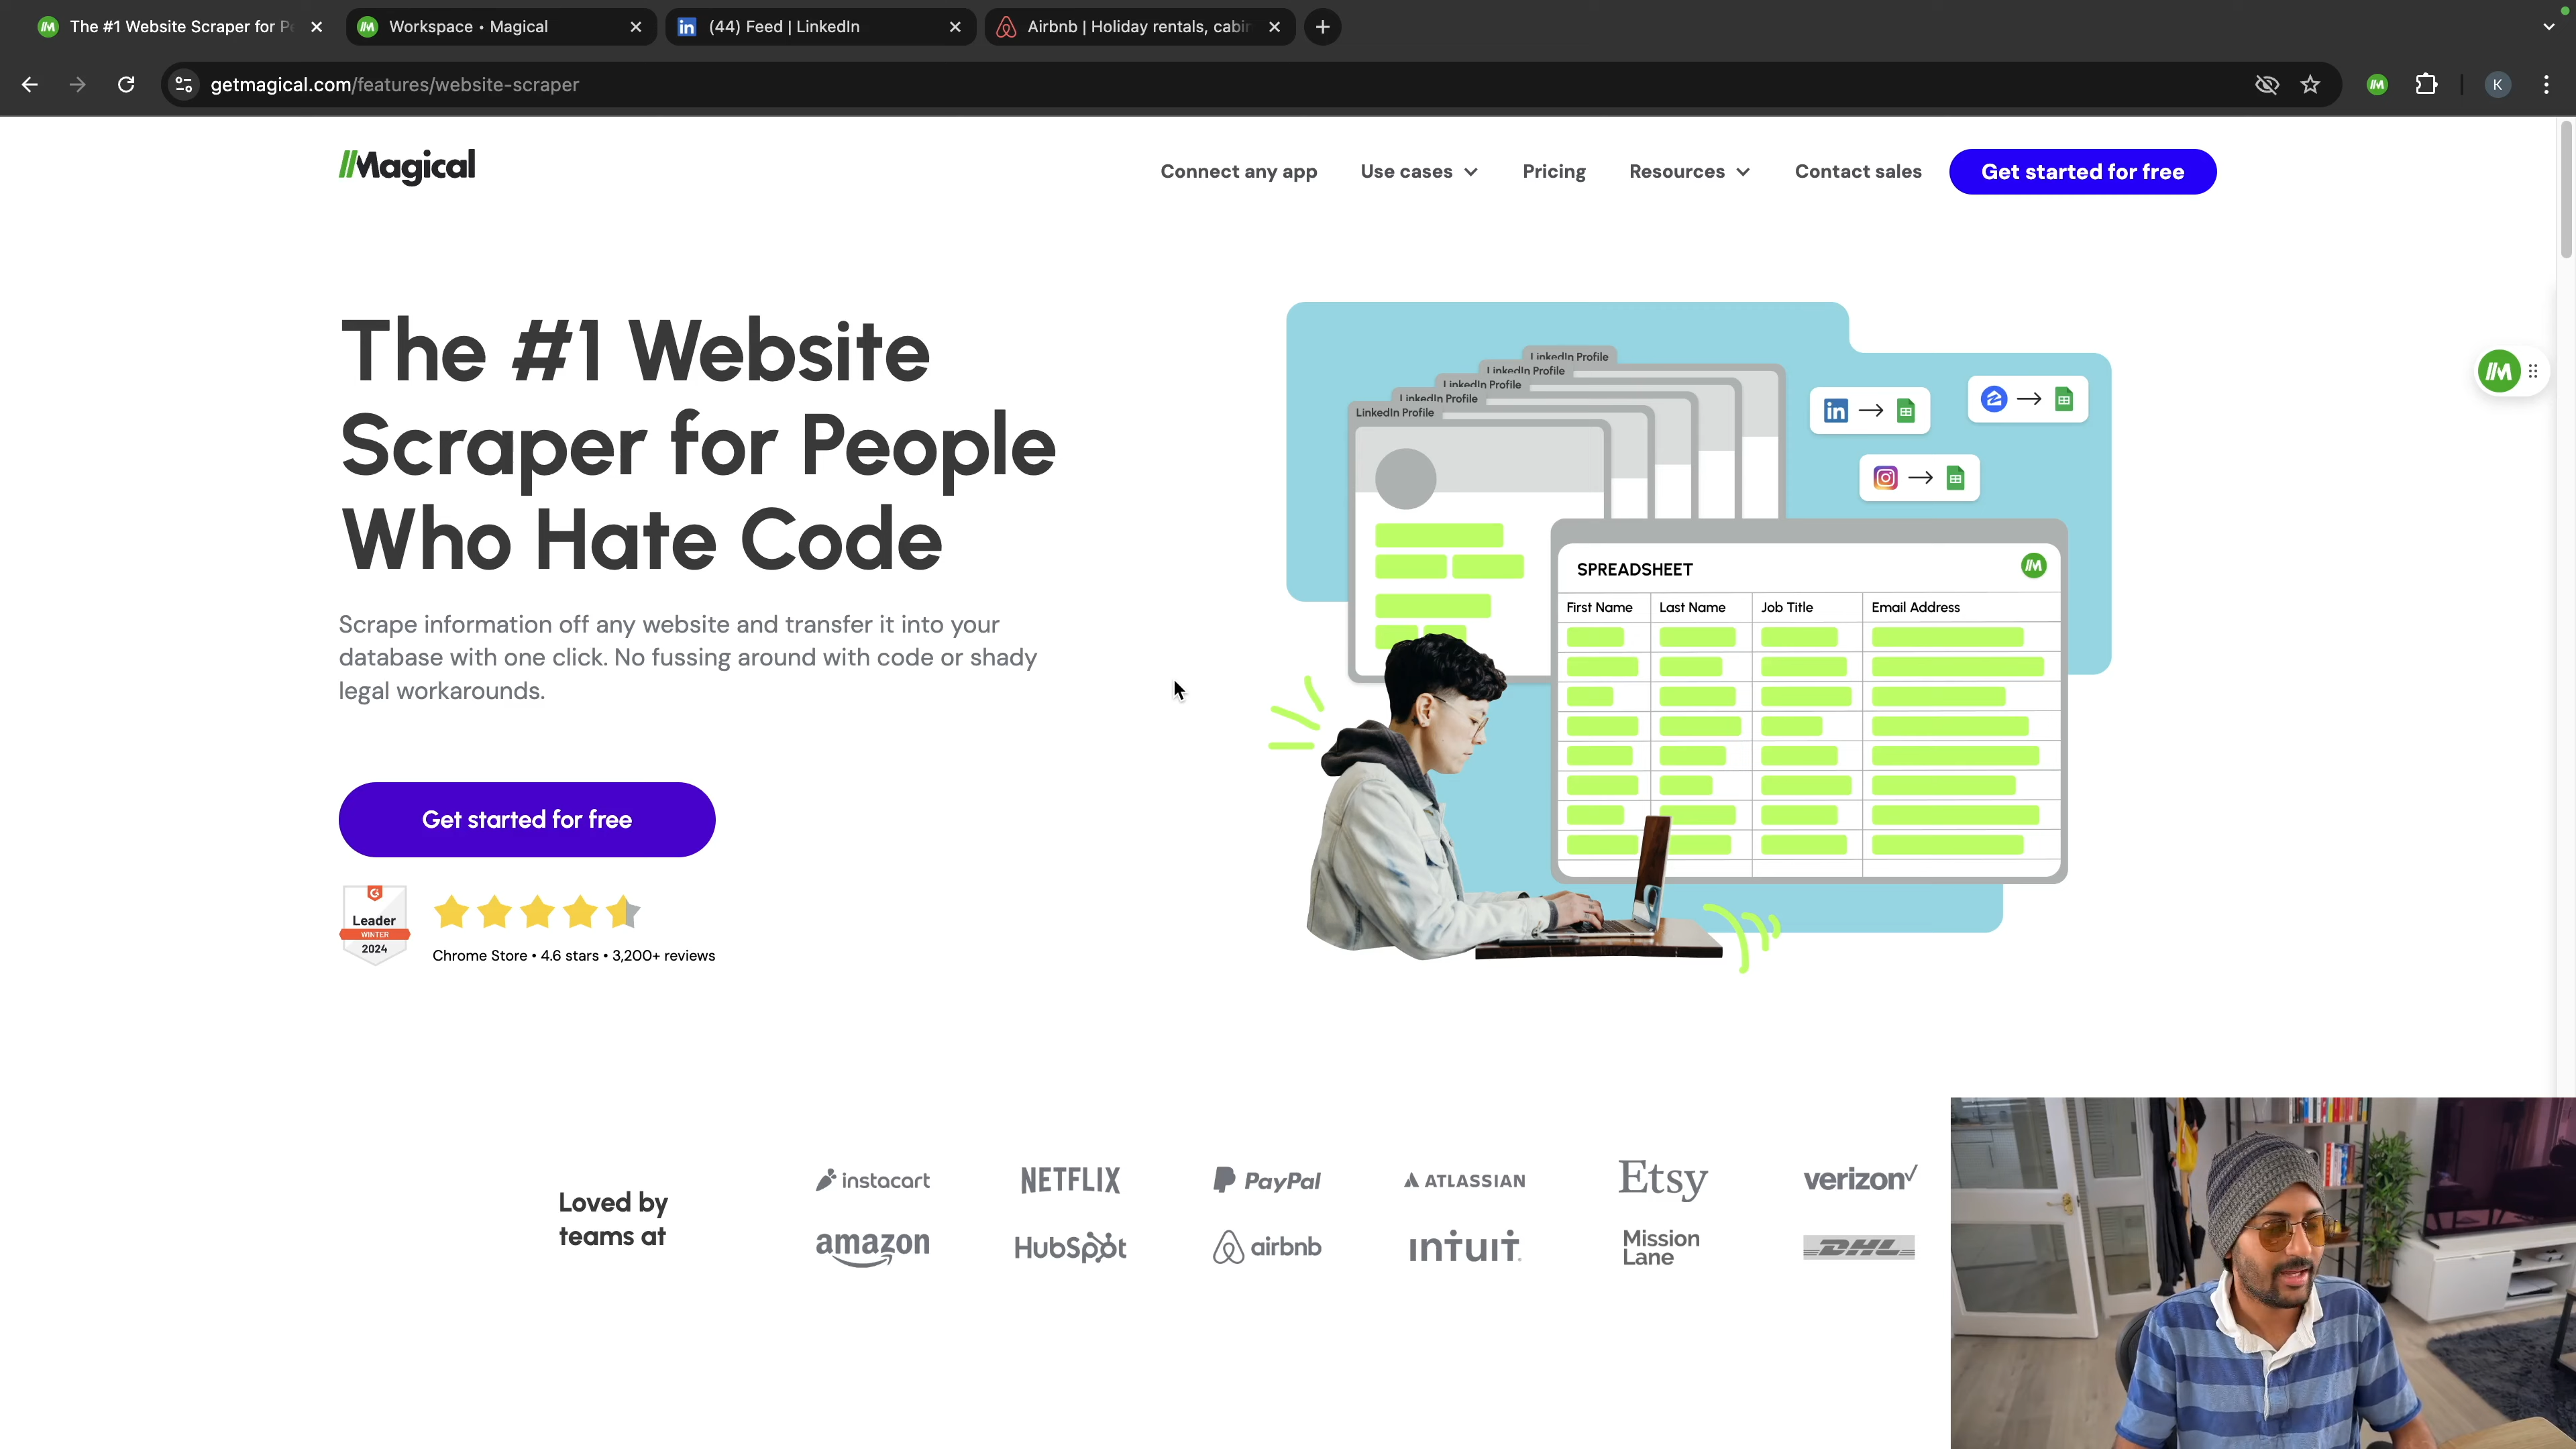 The #1 Website Scraper for Pe
Workspace • Magical
(44) Feed | LinkedIn
Airbnb | Holiday rentals, cabin
getmagical.com/features/website-scraper
K
Magical
Connect any app
Use cases
Pricing
Resources
Contact sales
Get started for free
The #1 Website
Scraper for People
Who Hate Code
Scrape information off any website and transfer it into your
database with one click. No fussing around with code or shady
legal workarounds.
Get started for free
Leader
WINTER
2024
Chrome Store • 4.6 stars • 3,200+ reviews
LinkedIn Profile
LinkedIn Profile
LinkedIn Profile
LinkedIn Profile
LinkedIn Profile
in
SPREADSHEET
First Name Last Name Job Title Email Address
Loved by
teams at
instacart
NETFLIX
PayPal
ATLASSIAN
Etsy
verizon
amazon
HubSpot
airbnb
intuit
Mission
Lane
DHL